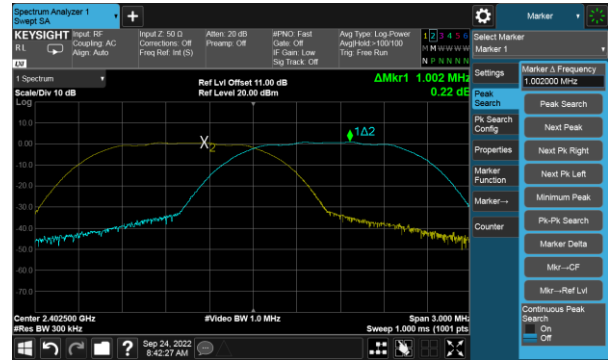 Spectrum Analyzer 1
Swept SA
+
Marker
KEYSIGHT
RL
Input: RF
Coupling: AC
Align: Auto
Input Z: 50 Ω
Corrections: Off
Freq Ref: Int (S)
Atten: 20 dB
Preamp: Off
#PNO: Fast
Gate: Off
IF Gain: Low
Sig Track: Off
Avg Type: Log-Power
Avg|Hold:>100/100
Trig: Free Run
1 2 3 4 5 6
M M W W W W
N P N N N N
LXI
1 Spectrum
Scale/Div 10 dB
Ref Lvl Offset 11.00 dB
Ref Level 20.00 dBm
ΔMkr1 1.002 MHz
0.22 dB
Log
10.0
0.00
-10.0
-20.0
-30.0
-40.0
-50.0
-60.0
-70.0
X2
1Δ2
Center 2.402500 GHz
#Res BW 300 kHz
#Video BW 1.0 MHz
Span 3.000 MHz
Sweep 1.000 ms (1001 pts)
Select Marker
Marker 1
Settings
Peak Search
Pk Search Config
Properties
Marker Function
Marker→
Counter
Marker Δ Frequency
1.002000 MHz
Peak Search
Next Peak
Next Pk Right
Next Pk Left
Minimum Peak
Pk-Pk Search
Marker Delta
Mkr→CF
Mkr→Ref Lvl
Continuous Peak
Search
On
Off
?
Sep 24, 2022
8:42:27 AM